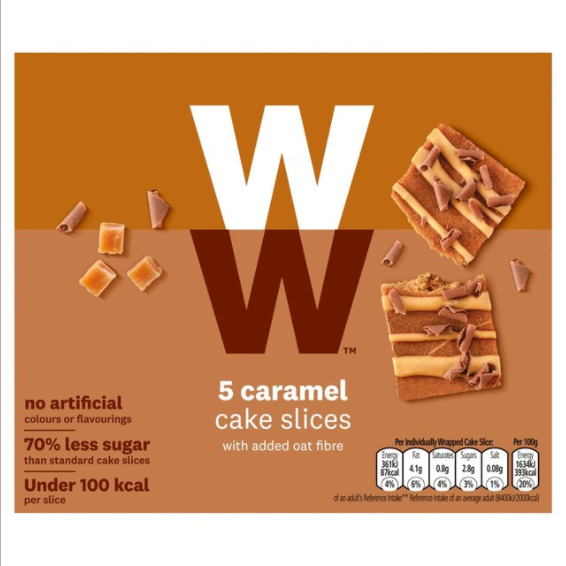 W
W™
5 caramel
cake slices
with added oat fibre
no artificial
colours or flavourings
70% less sugar
than standard cake slices
Under 100 kcal
per slice
Per Individually Wrapped Cake Slice: Per 100g
Energy Fat Saturates Sugars Salt Energy
361kJ 4.1g 0.8g 2.8g 0.08g 1634kJ
87kcal 393kcal
4% 6% 4% 3% 1% 20%
of an adult's Reference Intake** Reference Intake of an average adult (8400kJ/2000kcal)